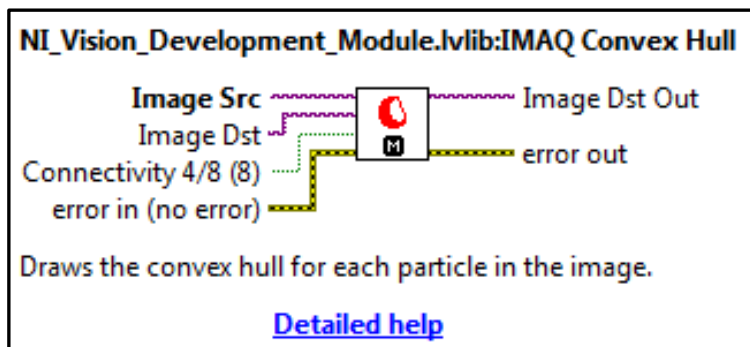 NI_Vision_Development_Module.lvlib:IMAQ Convex Hull
Image Src
Image Dst Out
Image Dst
Connectivity 4/8 (8)
error out
error in (no error)
M
Draws the convex hull for each particle in the image.
Detailed help